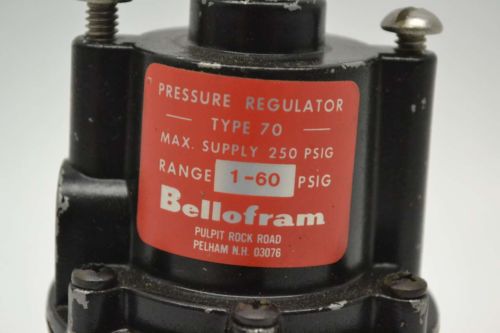 PRESSURE REGULATOR
TYPE 70
MAX. SUPPLY 250 PSIG
RANGE 1-60 PSIG
Bellofram
PULPIT ROCK ROAD
PELHAM N.H. 03076